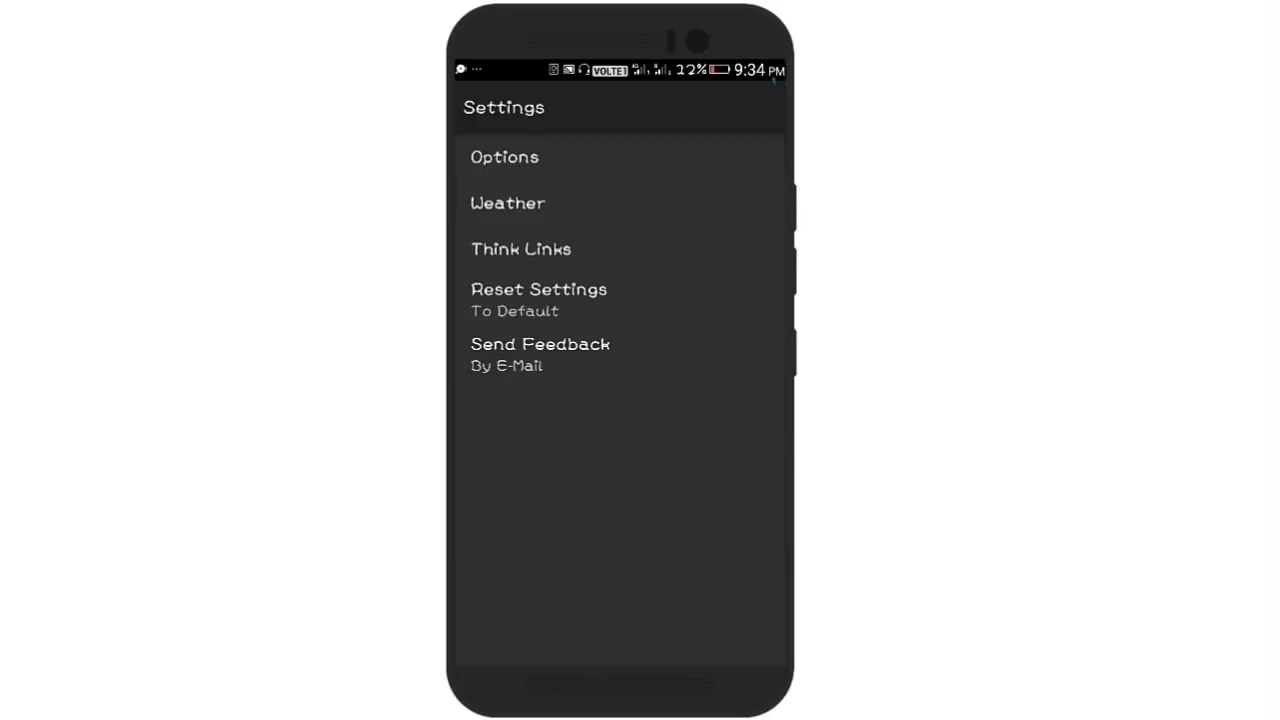 VOLTE1 12% 9:34 PM
Settings
Options
Weather
Think Links
Reset Settings
To Default
Send Feedback
By E-Mail